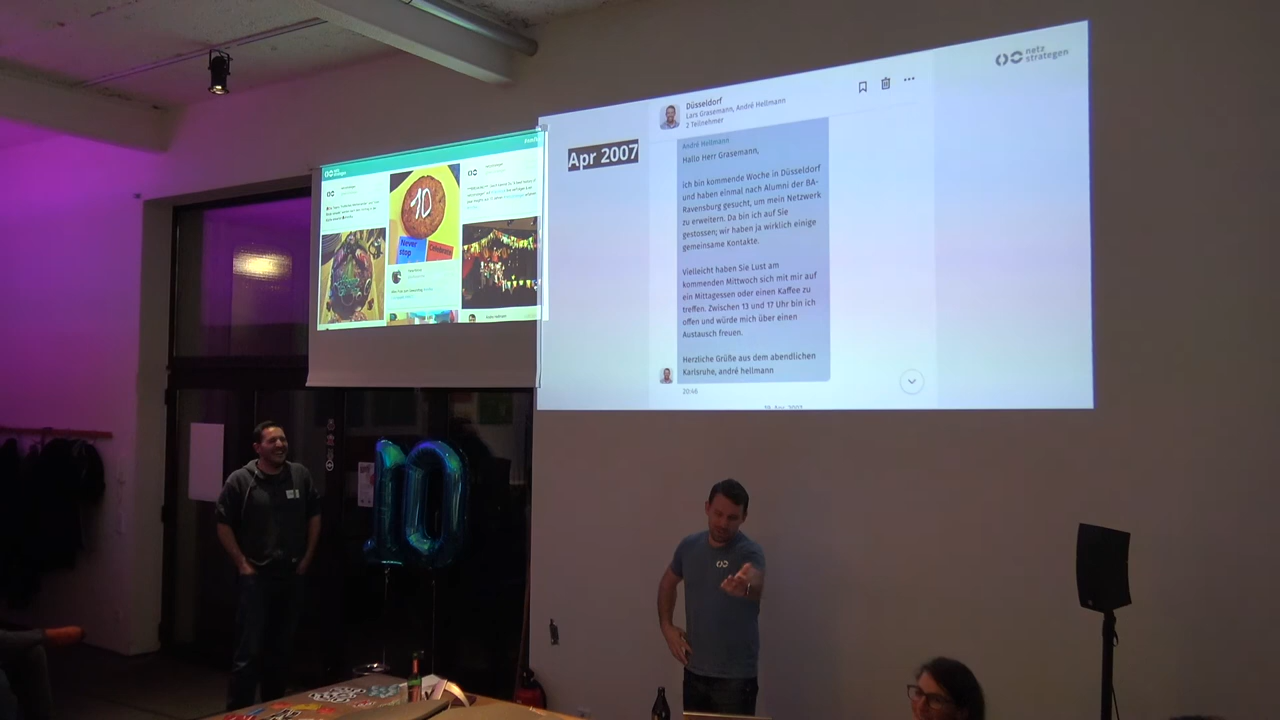 netz
strategen
Düsseldorf
Lars Grasemann, André Hellmann
2 Teilnehmer
Apr 2007
André Hellmann
Hallo Herr Grasemann,
ich bin kommende Woche in Düsseldorf
und haben einmal nach Alumni der BA-
Ravensburg gesucht, um mein Netzwerk
zu erweitern. Da bin ich auf Sie
gestossen; wir haben ja wirklich einige
gemeinsame Kontakte.
Vielleicht haben Sie Lust am
kommenden Mittwoch sich mit mir auf
ein Mittagessen oder einen Kaffee zu
treffen. Zwischen 13 und 17 Uhr bin ich
offen und würde mich über einen
Austausch freuen.
Herzliche Grüße aus dem abendlichen
Karlsruhe, andré hellmann
20:46
10
Never
stop
10